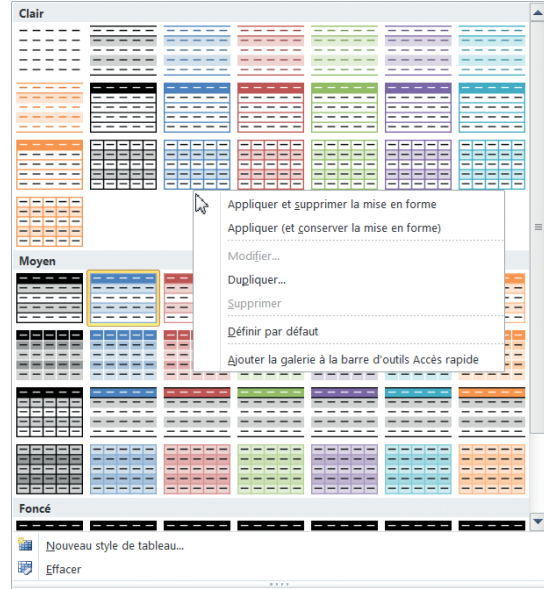 Clair
Appliquer et supprimer la mise en forme
Appliquer (et conserver la mise en forme)
Modifier...
Dupliquer...
Supprimer
Définir par défaut
Ajouter la galerie à la barre d'outils Accès rapide
Moyen
Foncé
Nouveau style de tableau...
Effacer